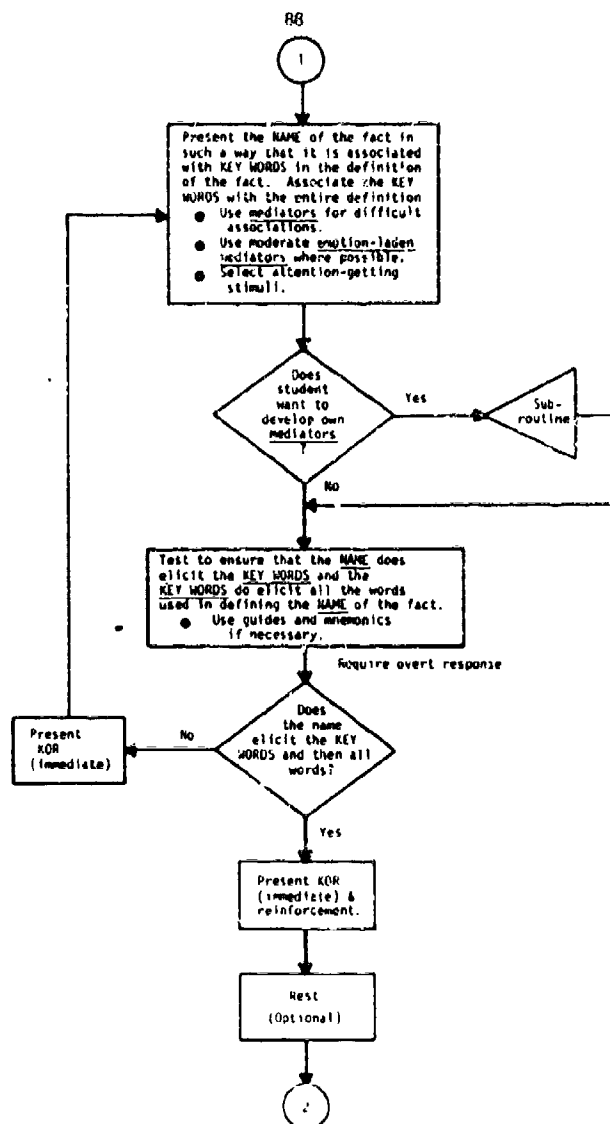 88
1
Present the NAME of the fact in
such a way that it is associated
with KEY WORDS in the definition
of the fact. Associate the KEY
WORDS with the entire definition
● Use mediators for difficult
associations.
● Use moderate emotion-laden
mediators where possible.
● Select attention-getting
stimuli.
Does
student
want to
develop own
mediators
?
Yes
Sub-
routine
No
Test to ensure that the NAME does
elicit the KEY WORDS and the
KEY WORDS do elicit all the words
used in defining the NAME of the fact.
● Use guides and mnemonics
if necessary.
Require overt response
Does
the name
elicit the KEY
WORDS and then all
words?
No
Present
KOR
(immediate)
Yes
Present KOR
(immediate) &
reinforcement.
Rest
(Optional)
2